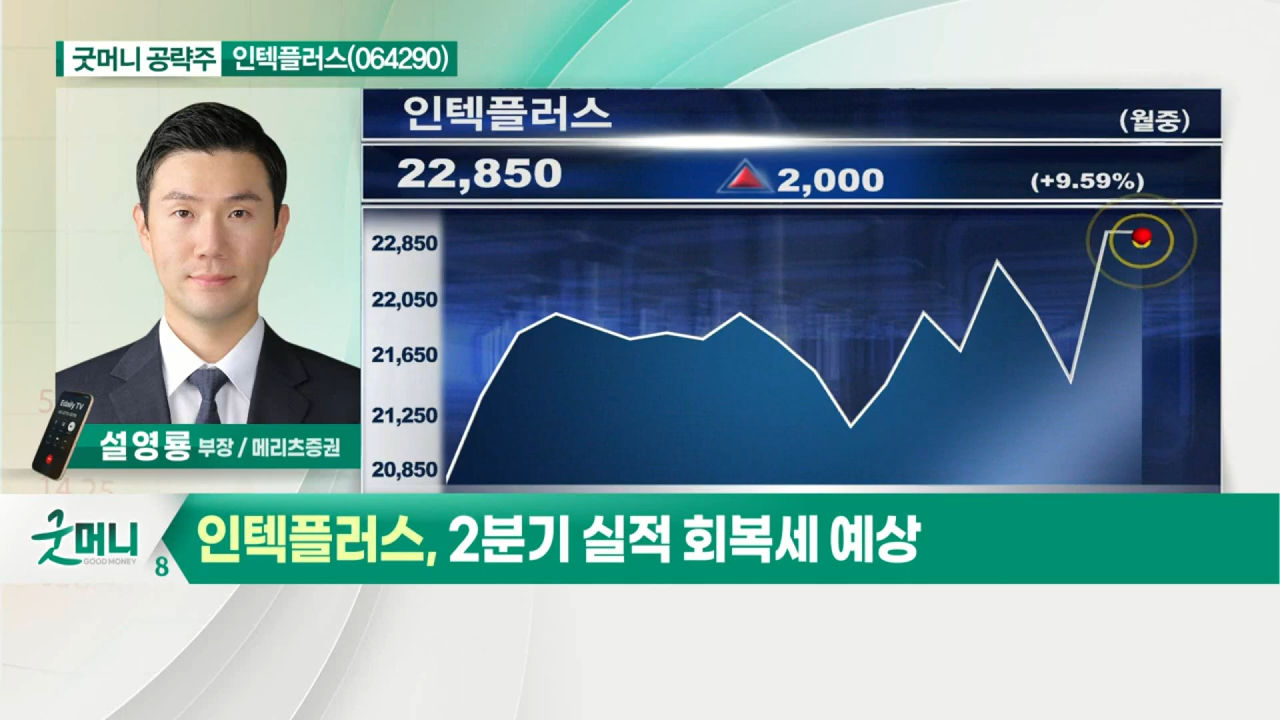 굿머니 공략주 인텍플러스(064290)
인텍플러스 (월중)
22,850 2,000 (+9.59%)
22,850
22,050
21,650
21,250
20,850
Edaily TV
설영룡 부장 / 메리츠증권
굿머니
GOOD MONEY
8
인텍플러스, 2분기 실적 회복세 예상